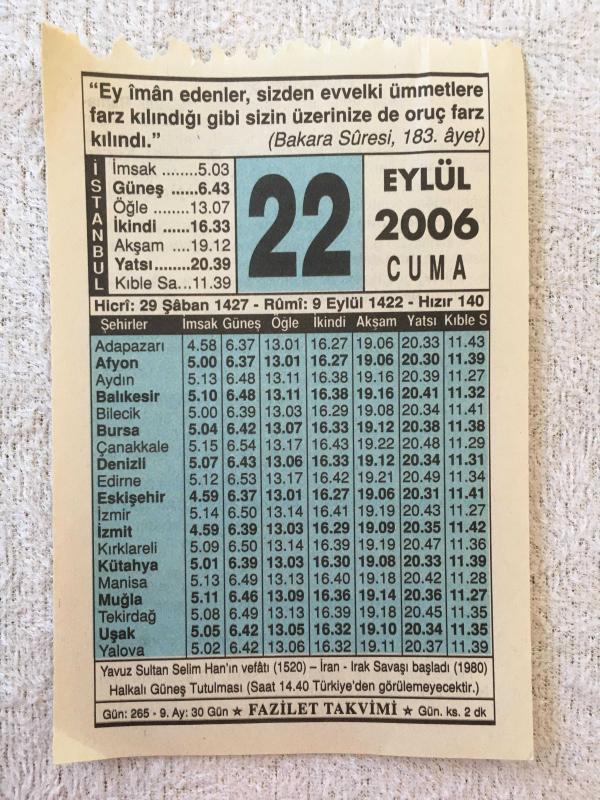 “Ey îmân edenler, sizden evvelki ümmetlere
farz kılındığı gibi sizin üzerinize de oruç farz
kılındı.” (Bakara Sûresi, 183. âyet)
İSTANBUL
İmsak ........5.03
Güneş ......6.43
Öğle ........13.07
İkindi ......16.33
Akşam ....19.12
Yatsı........20.39
Kıble Sa...11.39
22
EYLÜL
2006
CUMA
Hicrî: 29 Şâban 1427 - Rûmî: 9 Eylül 1422 - Hızır 140
Şehirler İmsak Güneş Öğle İkindi Akşam Yatsı Kıble S
Adapazarı 4.58 6.37 13.01 16.27 19.06 20.33 11.43
Afyon 5.00 6.37 13.01 16.27 19.06 20.30 11.39
Aydın 5.13 6.48 13.11 16.38 19.16 20.39 11.27
Balıkesir 5.10 6.48 13.11 16.38 19.16 20.41 11.32
Bilecik 5.00 6.39 13.03 16.29 19.08 20.34 11.41
Bursa 5.04 6.42 13.07 16.33 19.12 20.38 11.38
Çanakkale 5.15 6.54 13.17 16.43 19.22 20.48 11.29
Denizli 5.07 6.43 13.06 16.33 19.12 20.34 11.31
Edirne 5.12 6.53 13.17 16.42 19.21 20.49 11.34
Eskişehir 4.59 6.37 13.01 16.27 19.06 20.31 11.41
İzmir 5.14 6.50 13.14 16.41 19.19 20.43 11.27
İzmit 4.59 6.39 13.03 16.29 19.09 20.35 11.42
Kırklareli 5.09 6.50 13.14 16.39 19.19 20.47 11.36
Kütahya 5.01 6.39 13.03 16.30 19.08 20.33 11.39
Manisa 5.13 6.49 13.13 16.40 19.18 20.42 11.28
Muğla 5.11 6.46 13.09 16.36 19.14 20.36 11.27
Tekirdağ 5.08 6.49 13.13 16.39 19.18 20.45 11.35
Uşak 5.05 6.42 13.05 16.32 19.10 20.34 11.35
Yalova 5.02 6.42 13.06 16.32 19.11 20.37 11.39
Yavuz Sultan Selim Han'ın vefâtı (1520) – İran - Irak Savaşı başladı (1980)
Halkalı Güneş Tutulması (Saat 14.40 Türkiye'den görülemeyecektir.)
Gün: 265 - 9. Ay: 30 Gün ★ FAZİLET TAKVİMİ ★ Gün. ks. 2 dk